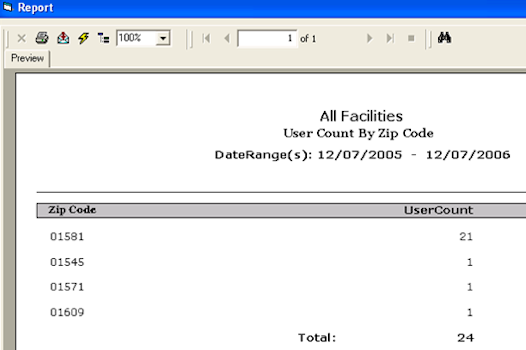 Report
100% 1 of 1
Preview
All Facilities
User Count By Zip Code
DateRange(s): 12/07/2005 - 12/07/2006
Zip Code UserCount
01581 21
01545 1
01571 1
01609 1
Total: 24